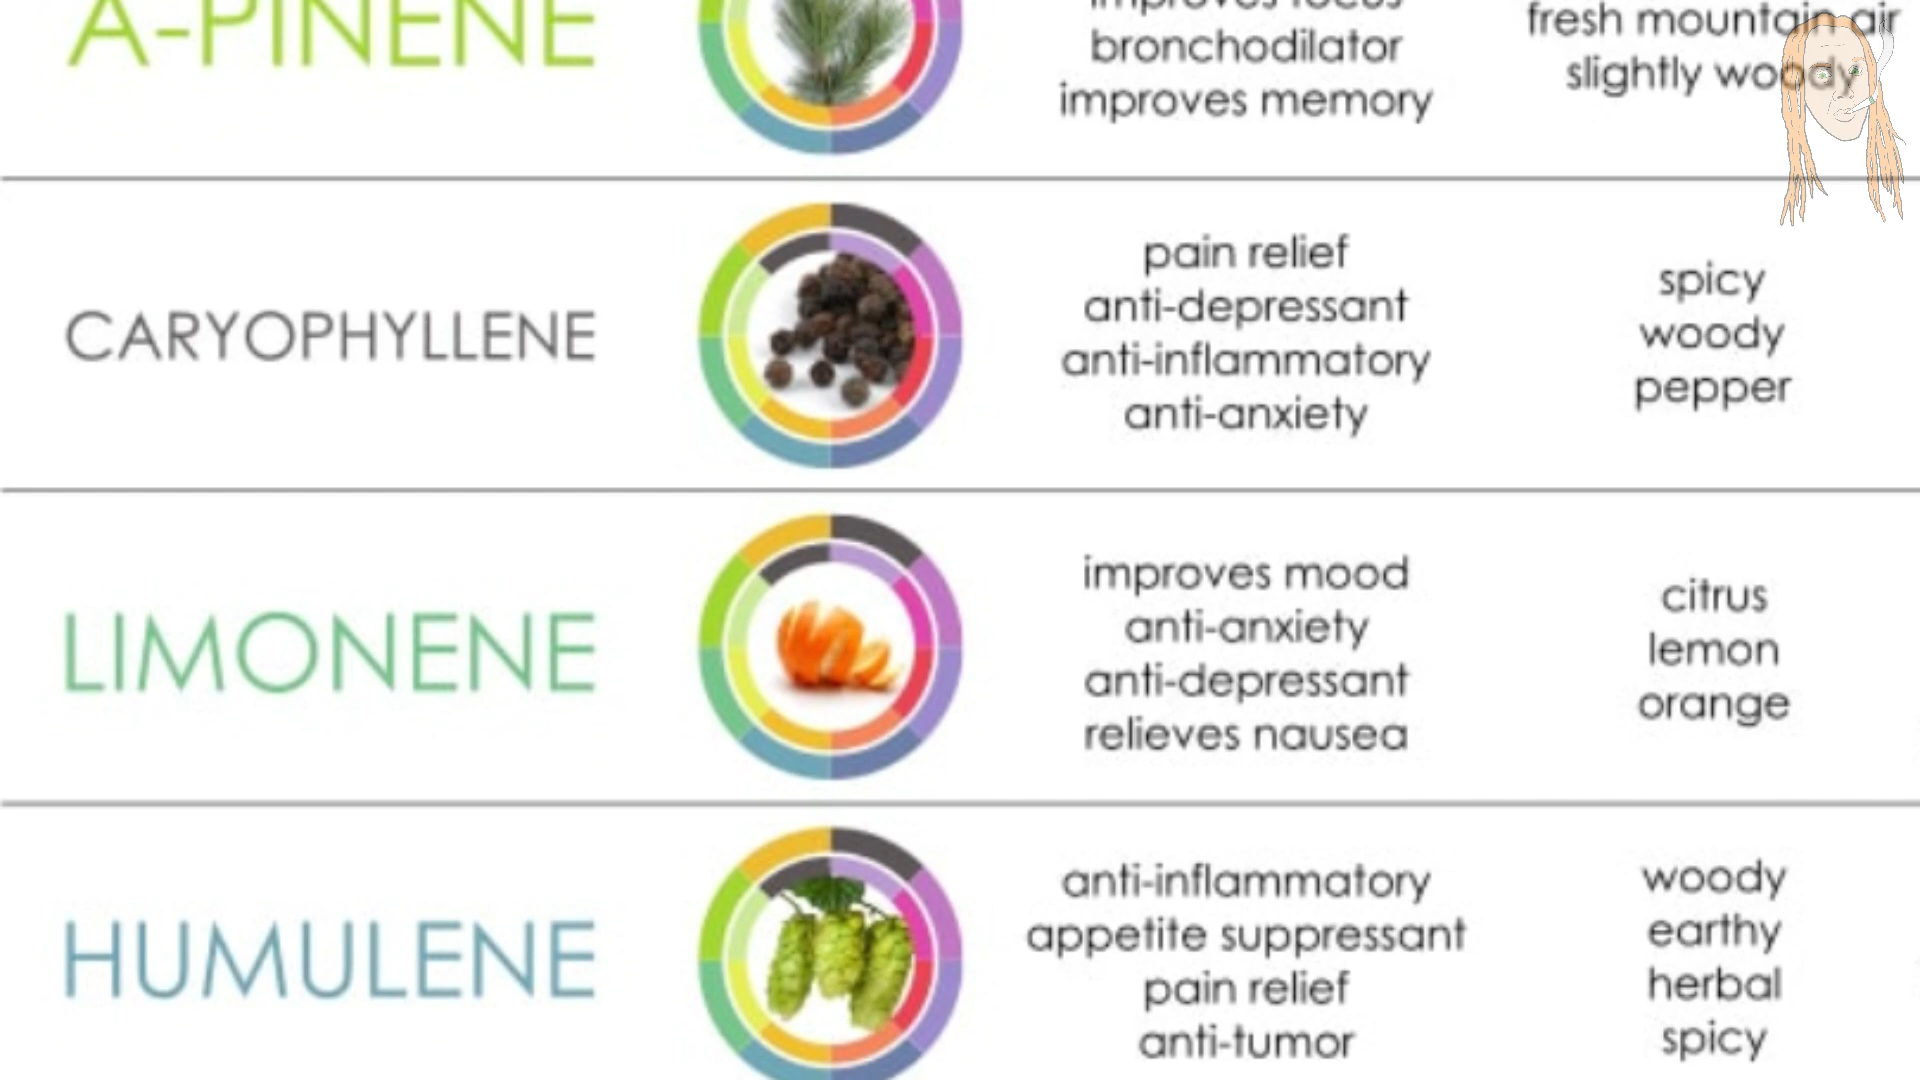 A-PINENE
improves focus
bronchodilator
improves memory
fresh mountain air
slightly woody
CARYOPHYLLENE
pain relief
anti-depressant
anti-inflammatory
anti-anxiety
spicy
woody
pepper
LIMONENE
improves mood
anti-anxiety
anti-depressant
relieves nausea
citrus
lemon
orange
HUMULENE
anti-inflammatory
appetite suppressant
pain relief
anti-tumor
woody
earthy
herbal
spicy